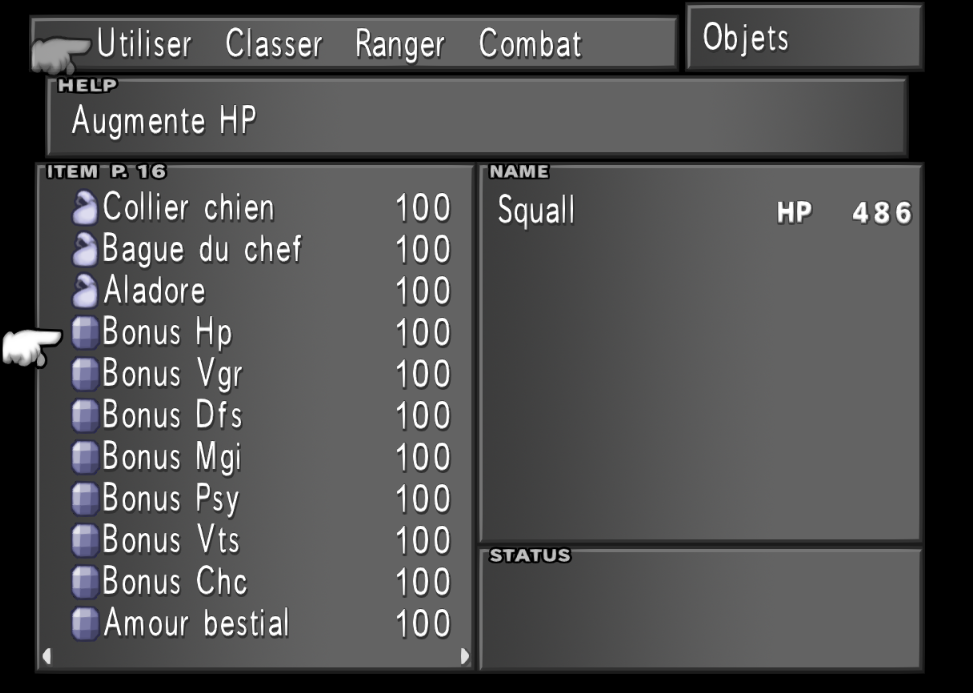 Utiliser Classer Ranger Combat
Objets
HELP
Augmente HP
ITEM P. 16
Collier chien 100
Bague du chef 100
Aladore 100
Bonus Hp 100
Bonus Vgr 100
Bonus Dfs 100
Bonus Mgi 100
Bonus Psy 100
Bonus Vts 100
Bonus Chc 100
Amour bestial 100
NAME
Squall HP 486
STATUS